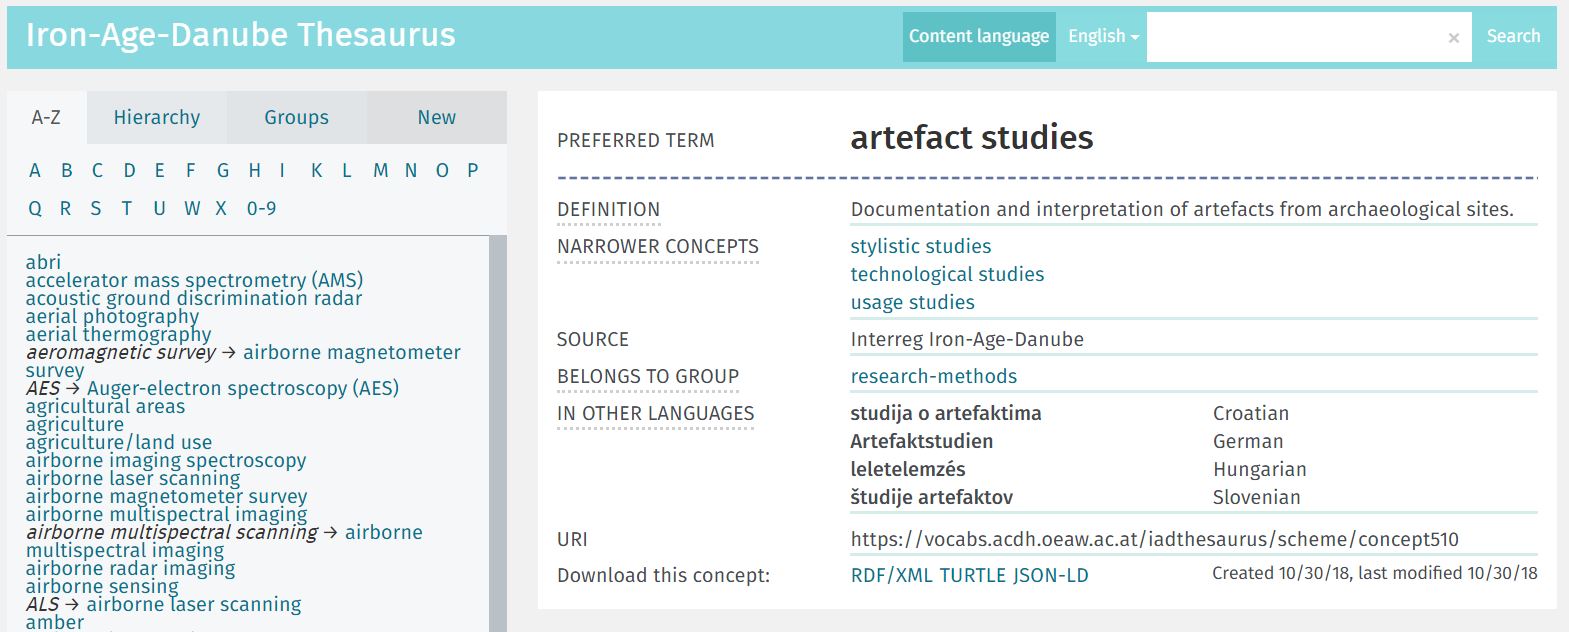 Iron-Age-Danube Thesaurus
Content language English × Search
A-Z Hierarchy Groups New
A B C D E F G H I K L M N O P
Q R S T U W X 0-9
abri
accelerator mass spectrometry (AMS)
acoustic ground discrimination radar
aerial photography
aerial thermography
aeromagnetic survey → airborne magnetometer
survey
AES → Auger-electron spectroscopy (AES)
agricultural areas
agriculture
agriculture/land use
airborne imaging spectroscopy
airborne laser scanning
airborne magnetometer survey
airborne multispectral imaging
airborne multispectral scanning → airborne
multispectral imaging
airborne radar imaging
airborne sensing
ALS → airborne laser scanning
amber
PREFERRED TERM artefact studies
DEFINITION Documentation and interpretation of artefacts from archaeological sites.
NARROWER CONCEPTS stylistic studies
technological studies
usage studies
SOURCE Interreg Iron-Age-Danube
BELONGS TO GROUP research-methods
IN OTHER LANGUAGES studija o artefaktima Croatian
Artefaktstudien German
leletelemzés Hungarian
študije artefaktov Slovenian
URI https://vocabs.acdh.oeaw.ac.at/iadthesaurus/scheme/concept510
Download this concept: RDF/XML TURTLE JSON-LD Created 10/30/18, last modified 10/30/18